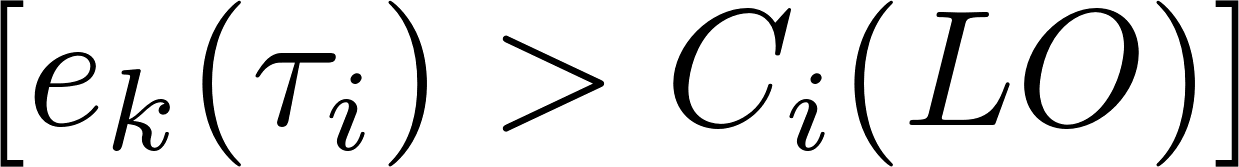 [e_k(τ_i) > C_i(LO)]